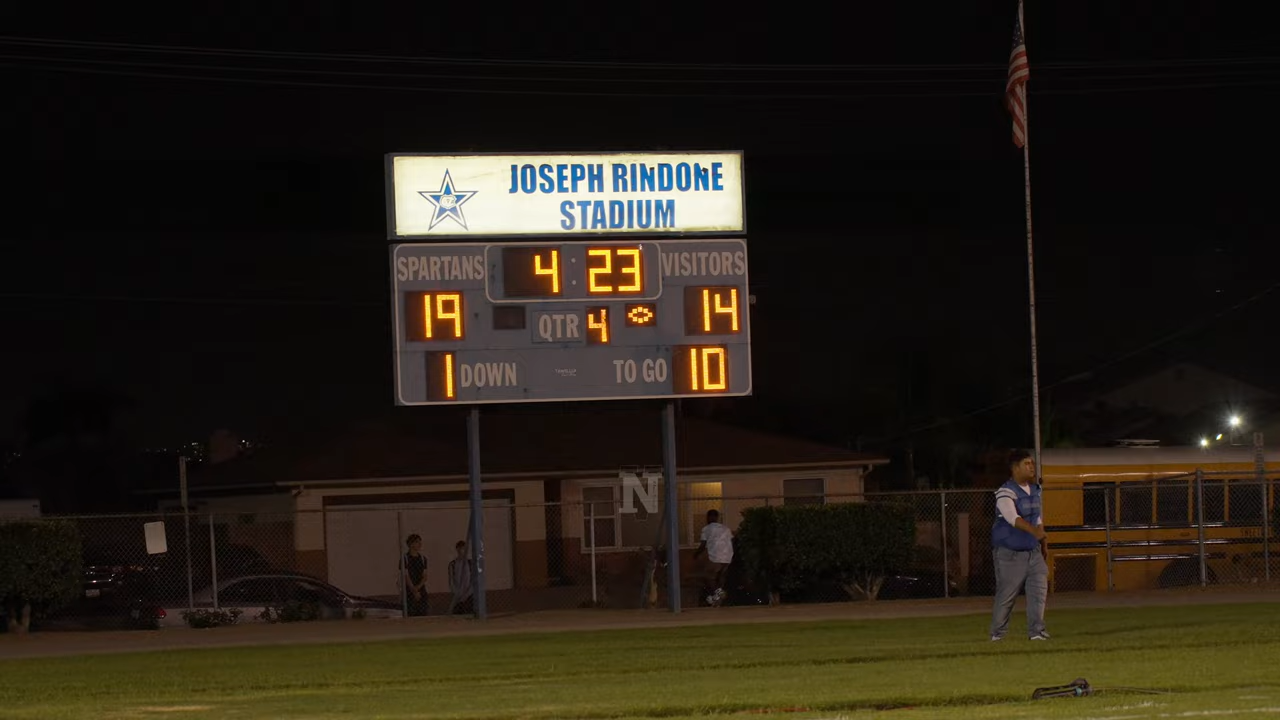 JOSEPH RINDONE
STADIUM
SPARTANS 4:23 VISITORS
19 QTR 4 14
1 DOWN TO GO 10
N